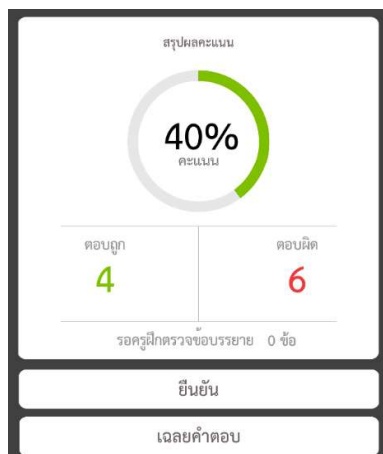 สรุปผลคะแนน
40%
คะแนน
ตอบถูก ตอบผิด
4 6
รอครูฝึกตรวจข้อบรรยาย 0 ข้อ
ยืนยัน
เฉลยคำตอบ